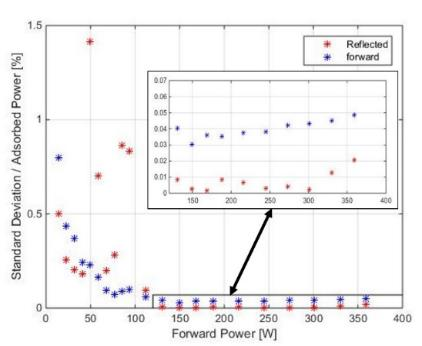 1.5
1
0.5
0
Standard Deviation / Adsorbed Power [%]
Reflected
forward
0.07
0.06
0.05
0.04
0.03
0.02
0.01
0
150 200 250 300 350 400
0 50 100 150 200 250 300 350 400
Forward Power [W]